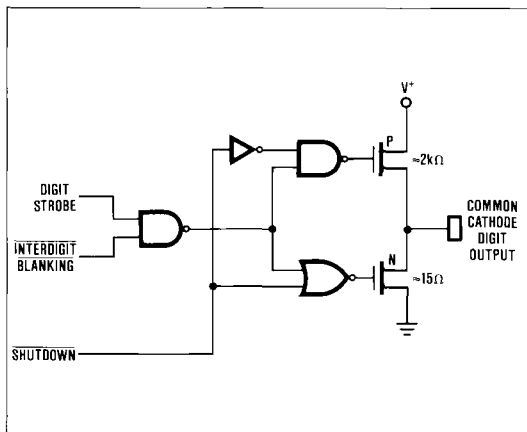 V+
P
≈2kΩ
DIGIT
STROBE
COMMON
CATHODE
DIGIT
OUTPUT
INTERDIGIT
BLANKING
N
≈15Ω
SHUTDOWN